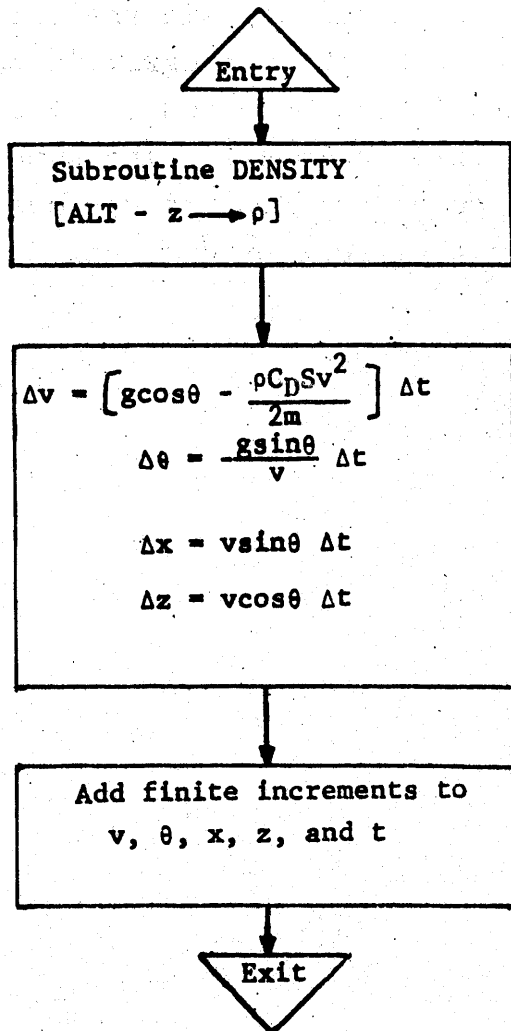 Entry
Subroutine DENSITY
[ALT - z → ρ]
Δv = [gcosθ - ρC_DSv²/2m] Δt
Δθ = -gsinθ/v Δt
Δx = vsinθ Δt
Δz = vcosθ Δt
Add finite increments to
v, θ, x, z, and t
Exit